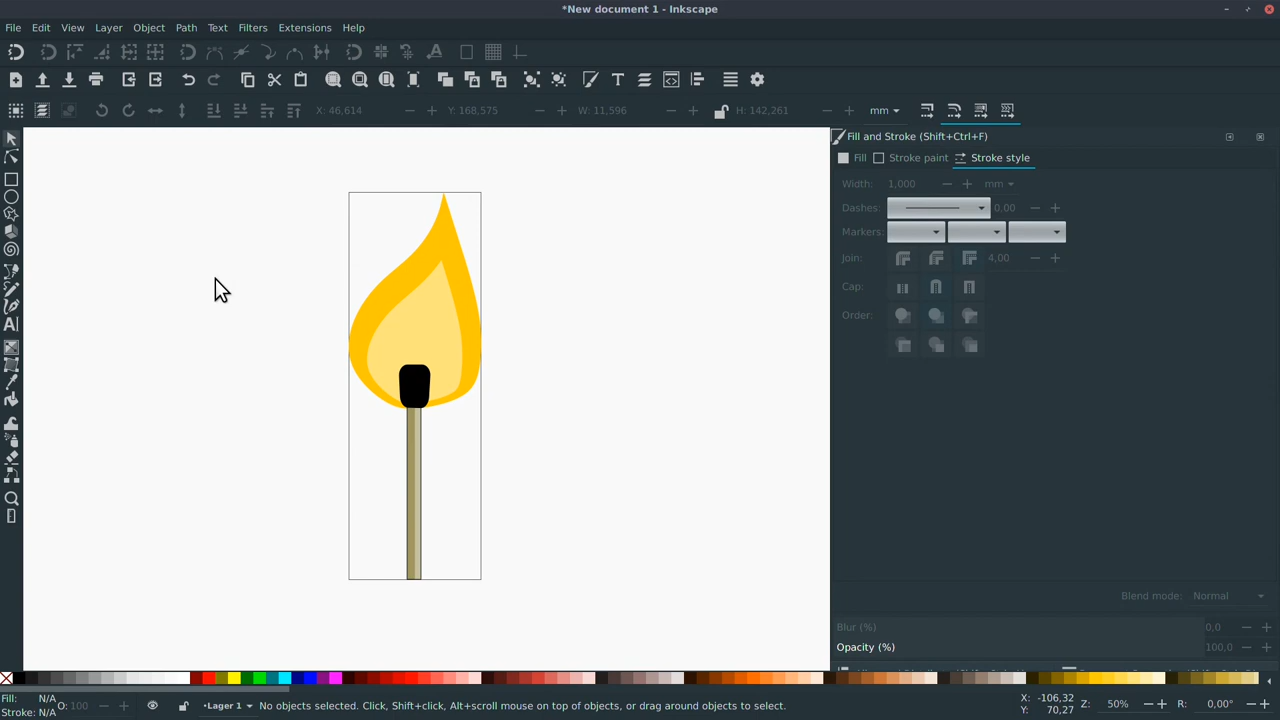 *New document 1 - Inkscape
File Edit View Layer Object Path Text Filters Extensions Help
X: 46,614 Y: 168,575 W: 11,596 H: 142,261 mm
Fill and Stroke (Shift+Ctrl+F)
Fill Stroke paint Stroke style
Width: 1,000 mm
Dashes: 0,00
Markers:
Join: 4,00
Cap:
Order:
Blend mode: Normal
Blur (%) 0,0
Opacity (%) 100,0
Fill: N/A
Stroke: N/A
O: 100
•Lager 1
No objects selected. Click, Shift+click, Alt+scroll mouse on top of objects, or drag around objects to select.
X: -106,32
Y: 70,27
Z: 50%
R: 0,00°